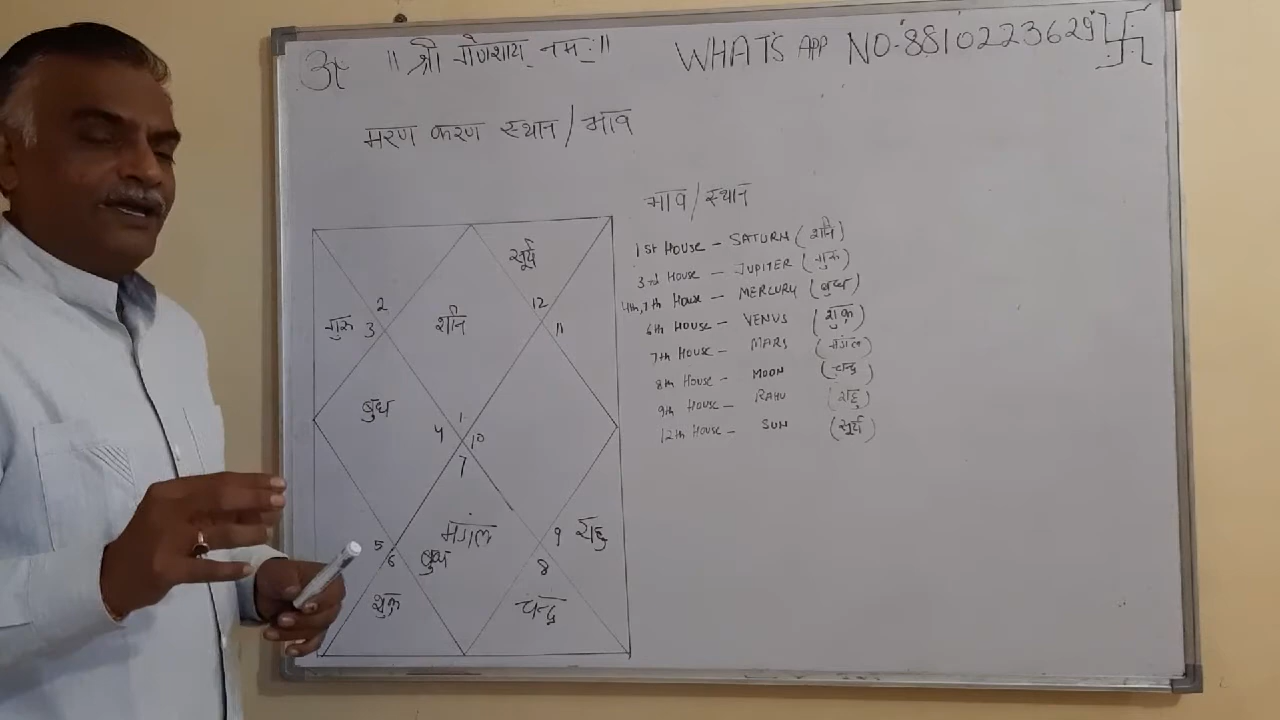 ॐ ॥ श्री गणेशाय नमः ॥ WHAT'S APP NO-8810223629
मरण करण स्थान / भाव
भाव / स्थान
1st HOUSE - SATURN (शनि)
3rd HOUSE - JUPITER (गुरु)
4th, 7th HOUSE - MERCURY (बुध)
6th HOUSE - VENUS (शुक्र)
7th HOUSE - MARS (मंगल)
8th HOUSE - MOON (चन्द्र)
9th HOUSE - RAHU (राहु)
12th HOUSE - SUN (सूर्य)
सूर्य
2 12
गुरु 3 शनि 11
बुध
1
4 10
7
5 मंगल 9 राहु
6 बुध 8
शुक्र चन्द्र